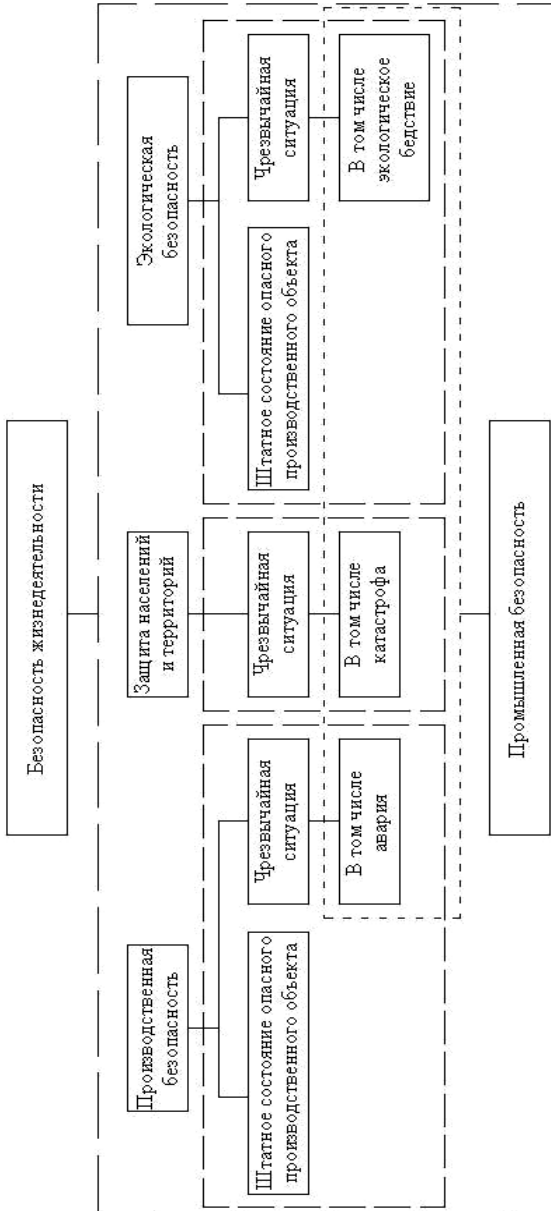 Безопасность жизнедеятельности
Производственная
безопасность
Защита населений
и территорий
Экологическая
безопасность
Штатное состояние опасного
производственного объекта
Чрезвычайная
ситуация
Чрезвычайная
ситуация
Штатное состояние опасного
производственного объекта
Чрезвычайная
ситуация
В том числе
авария
В том числе
катастрофа
В том числе
экологическое
бедствие
Промышленная безопасность